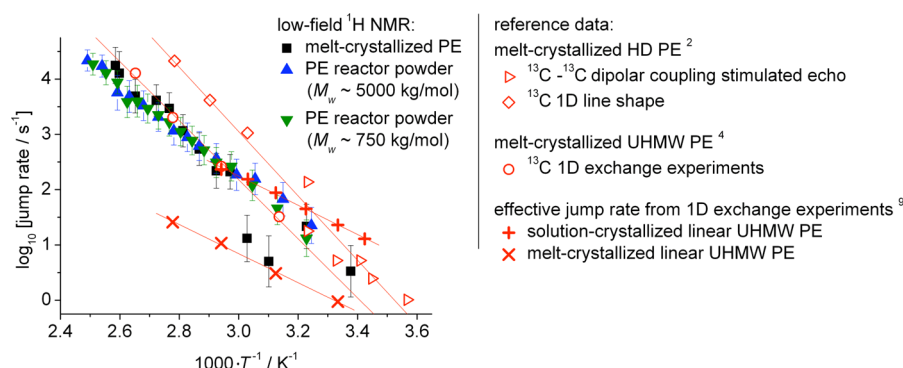 low-field ¹H NMR:
melt-crystallized PE
PE reactor powder
(Mw ~ 5000 kg/mol)
PE reactor powder
(Mw ~ 750 kg/mol)
log10 [jump rate / s⁻¹]
4
3
2
1
0
2.4 2.6 2.8 3.0 3.2 3.4 3.6
1000·T⁻¹ / K⁻¹
reference data:
melt-crystallized HD PE ²
¹³C -¹³C dipolar coupling stimulated echo
¹³C 1D line shape
melt-crystallized UHMW PE ⁴
¹³C 1D exchange experiments
effective jump rate from 1D exchange experiments ⁹
solution-crystallized linear UHMW PE
melt-crystallized linear UHMW PE